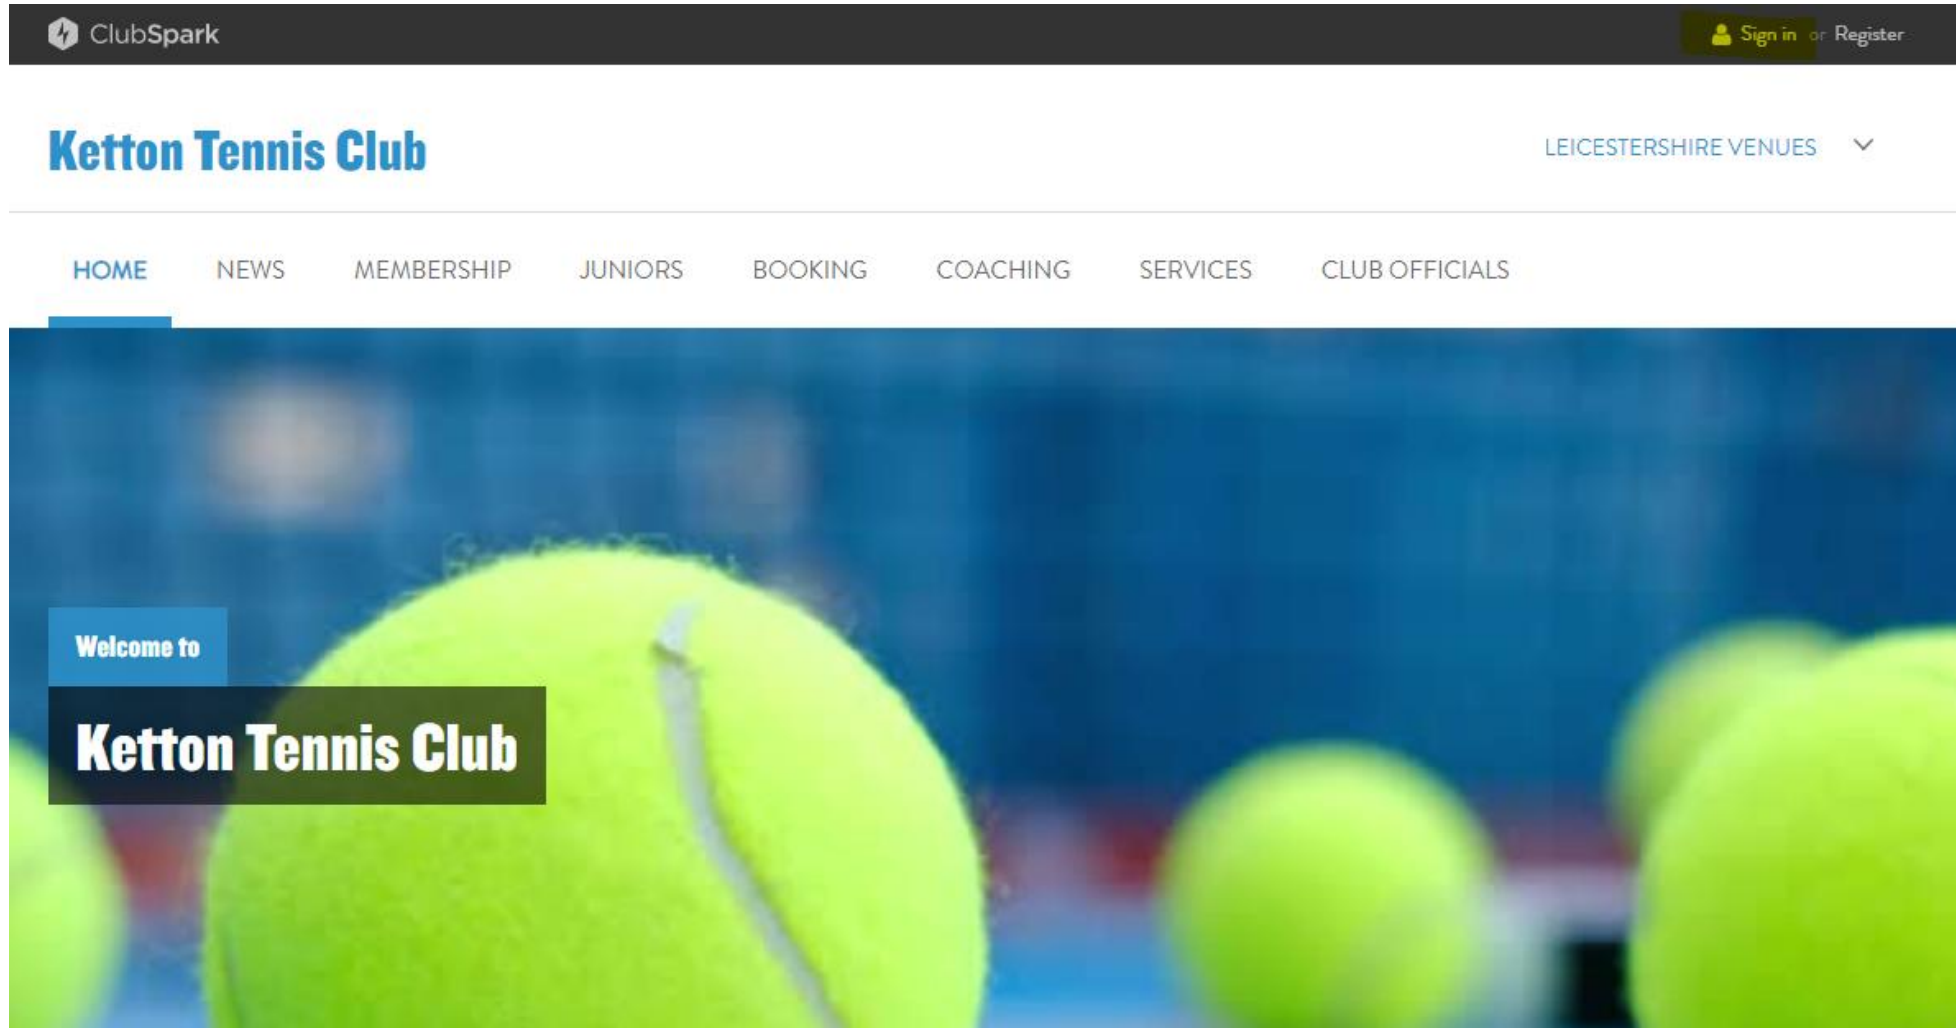 ClubSpark
Sign in or Register
Ketton Tennis Club
LEICESTERSHIRE VENUES
HOME NEWS MEMBERSHIP JUNIORS BOOKING COACHING SERVICES CLUB OFFICIALS
Welcome to
Ketton Tennis Club